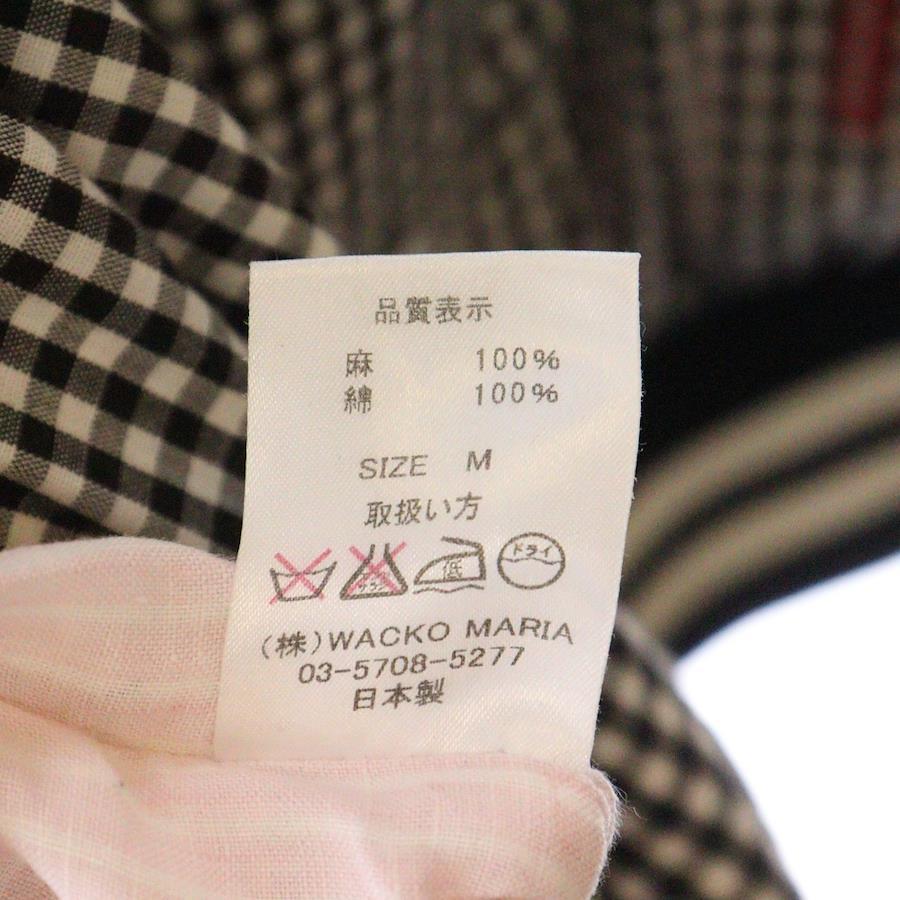 品質表示
麻 100%
綿 100%
SIZE M
取扱い方
低 ドライ
(株)WACKO MARIA
03-5708-5277
日本製